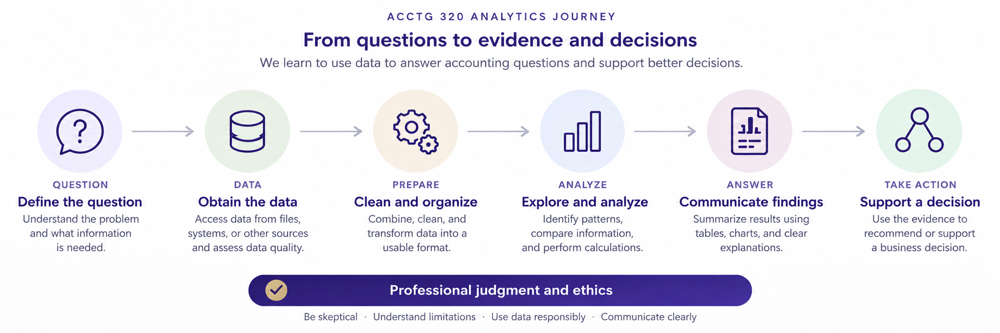 ACCTG 320 ANALYTICS JOURNEY
From questions to evidence and decisions
We learn to use data to answer accounting questions and support better decisions.
?
QUESTION
Define the question
Understand the problem
and what information
is needed.
DATA
Obtain the data
Access data from files,
systems, or other sources
and assess data quality.
PREPARE
Clean and organize
Combine, clean, and
transform data into a
usable format.
ANALYZE
Explore and analyze
Identify patterns,
compare information,
and perform calculations.
ANSWER
Communicate findings
Summarize results using
tables, charts, and clear
explanations.
TAKE ACTION
Support a decision
Use the evidence to
recommend or support
a business decision.
Professional judgment and ethics
Be skeptical · Understand limitations · Use data responsibly · Communicate clearly